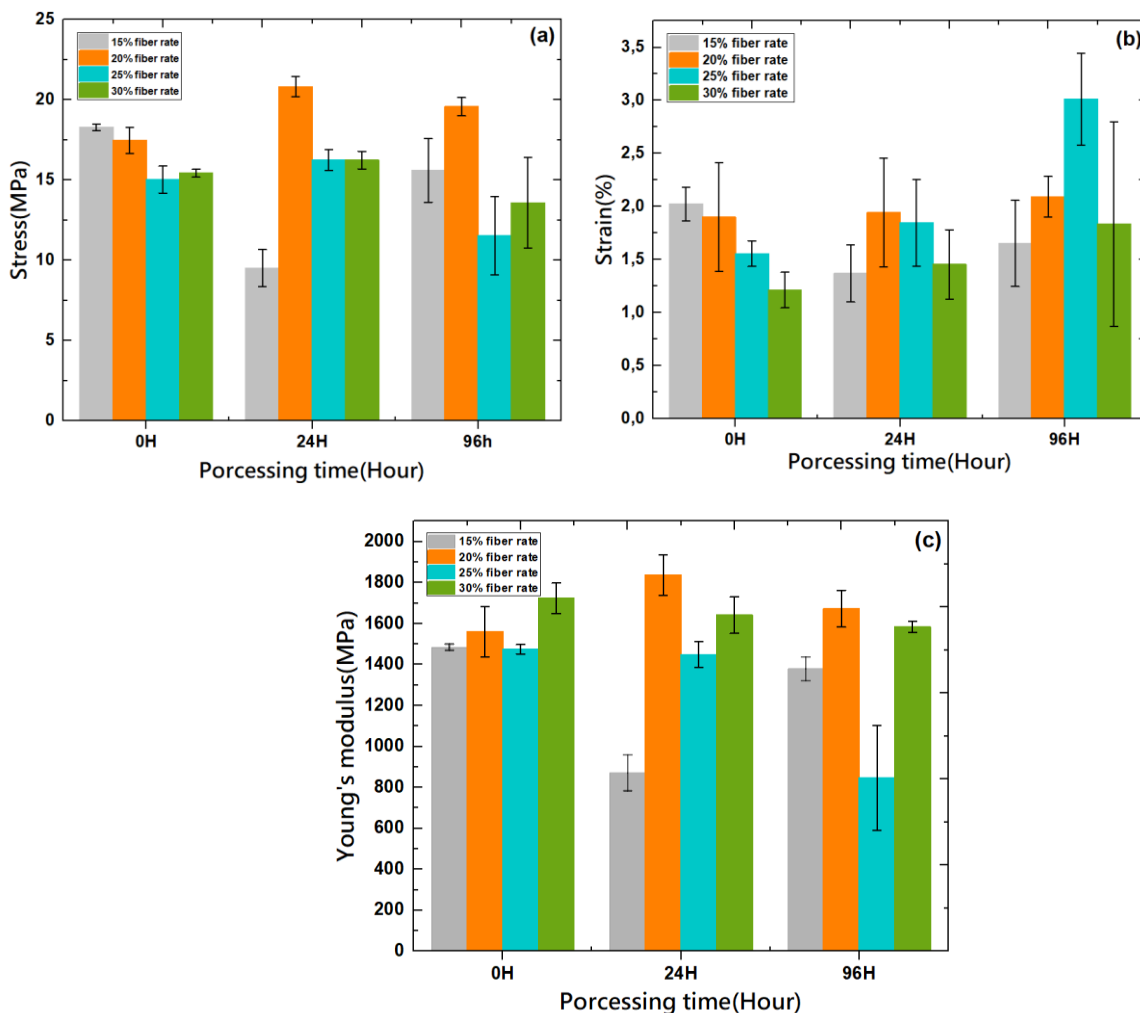 (a)
15% fiber rate
20% fiber rate
25% fiber rate
30% fiber rate
25
20
15
10
5
0
Stress(MPa)
0H 24H 96h
Porcessing time(Hour)
(b)
15% fiber rate
20% fiber rate
25% fiber rate
30% fiber rate
3,5
3,0
2,5
2,0
1,5
1,0
0,5
0,0
Strain(%)
0H 24H 96H
Porcessing time(Hour)
(c)
15% fiber rate
20% fiber rate
25% fiber rate
30% fiber rate
2000
1800
1600
1400
1200
1000
800
600
400
200
0
Young's modulus(MPa)
0H 24H 96H
Porcessing time(Hour)